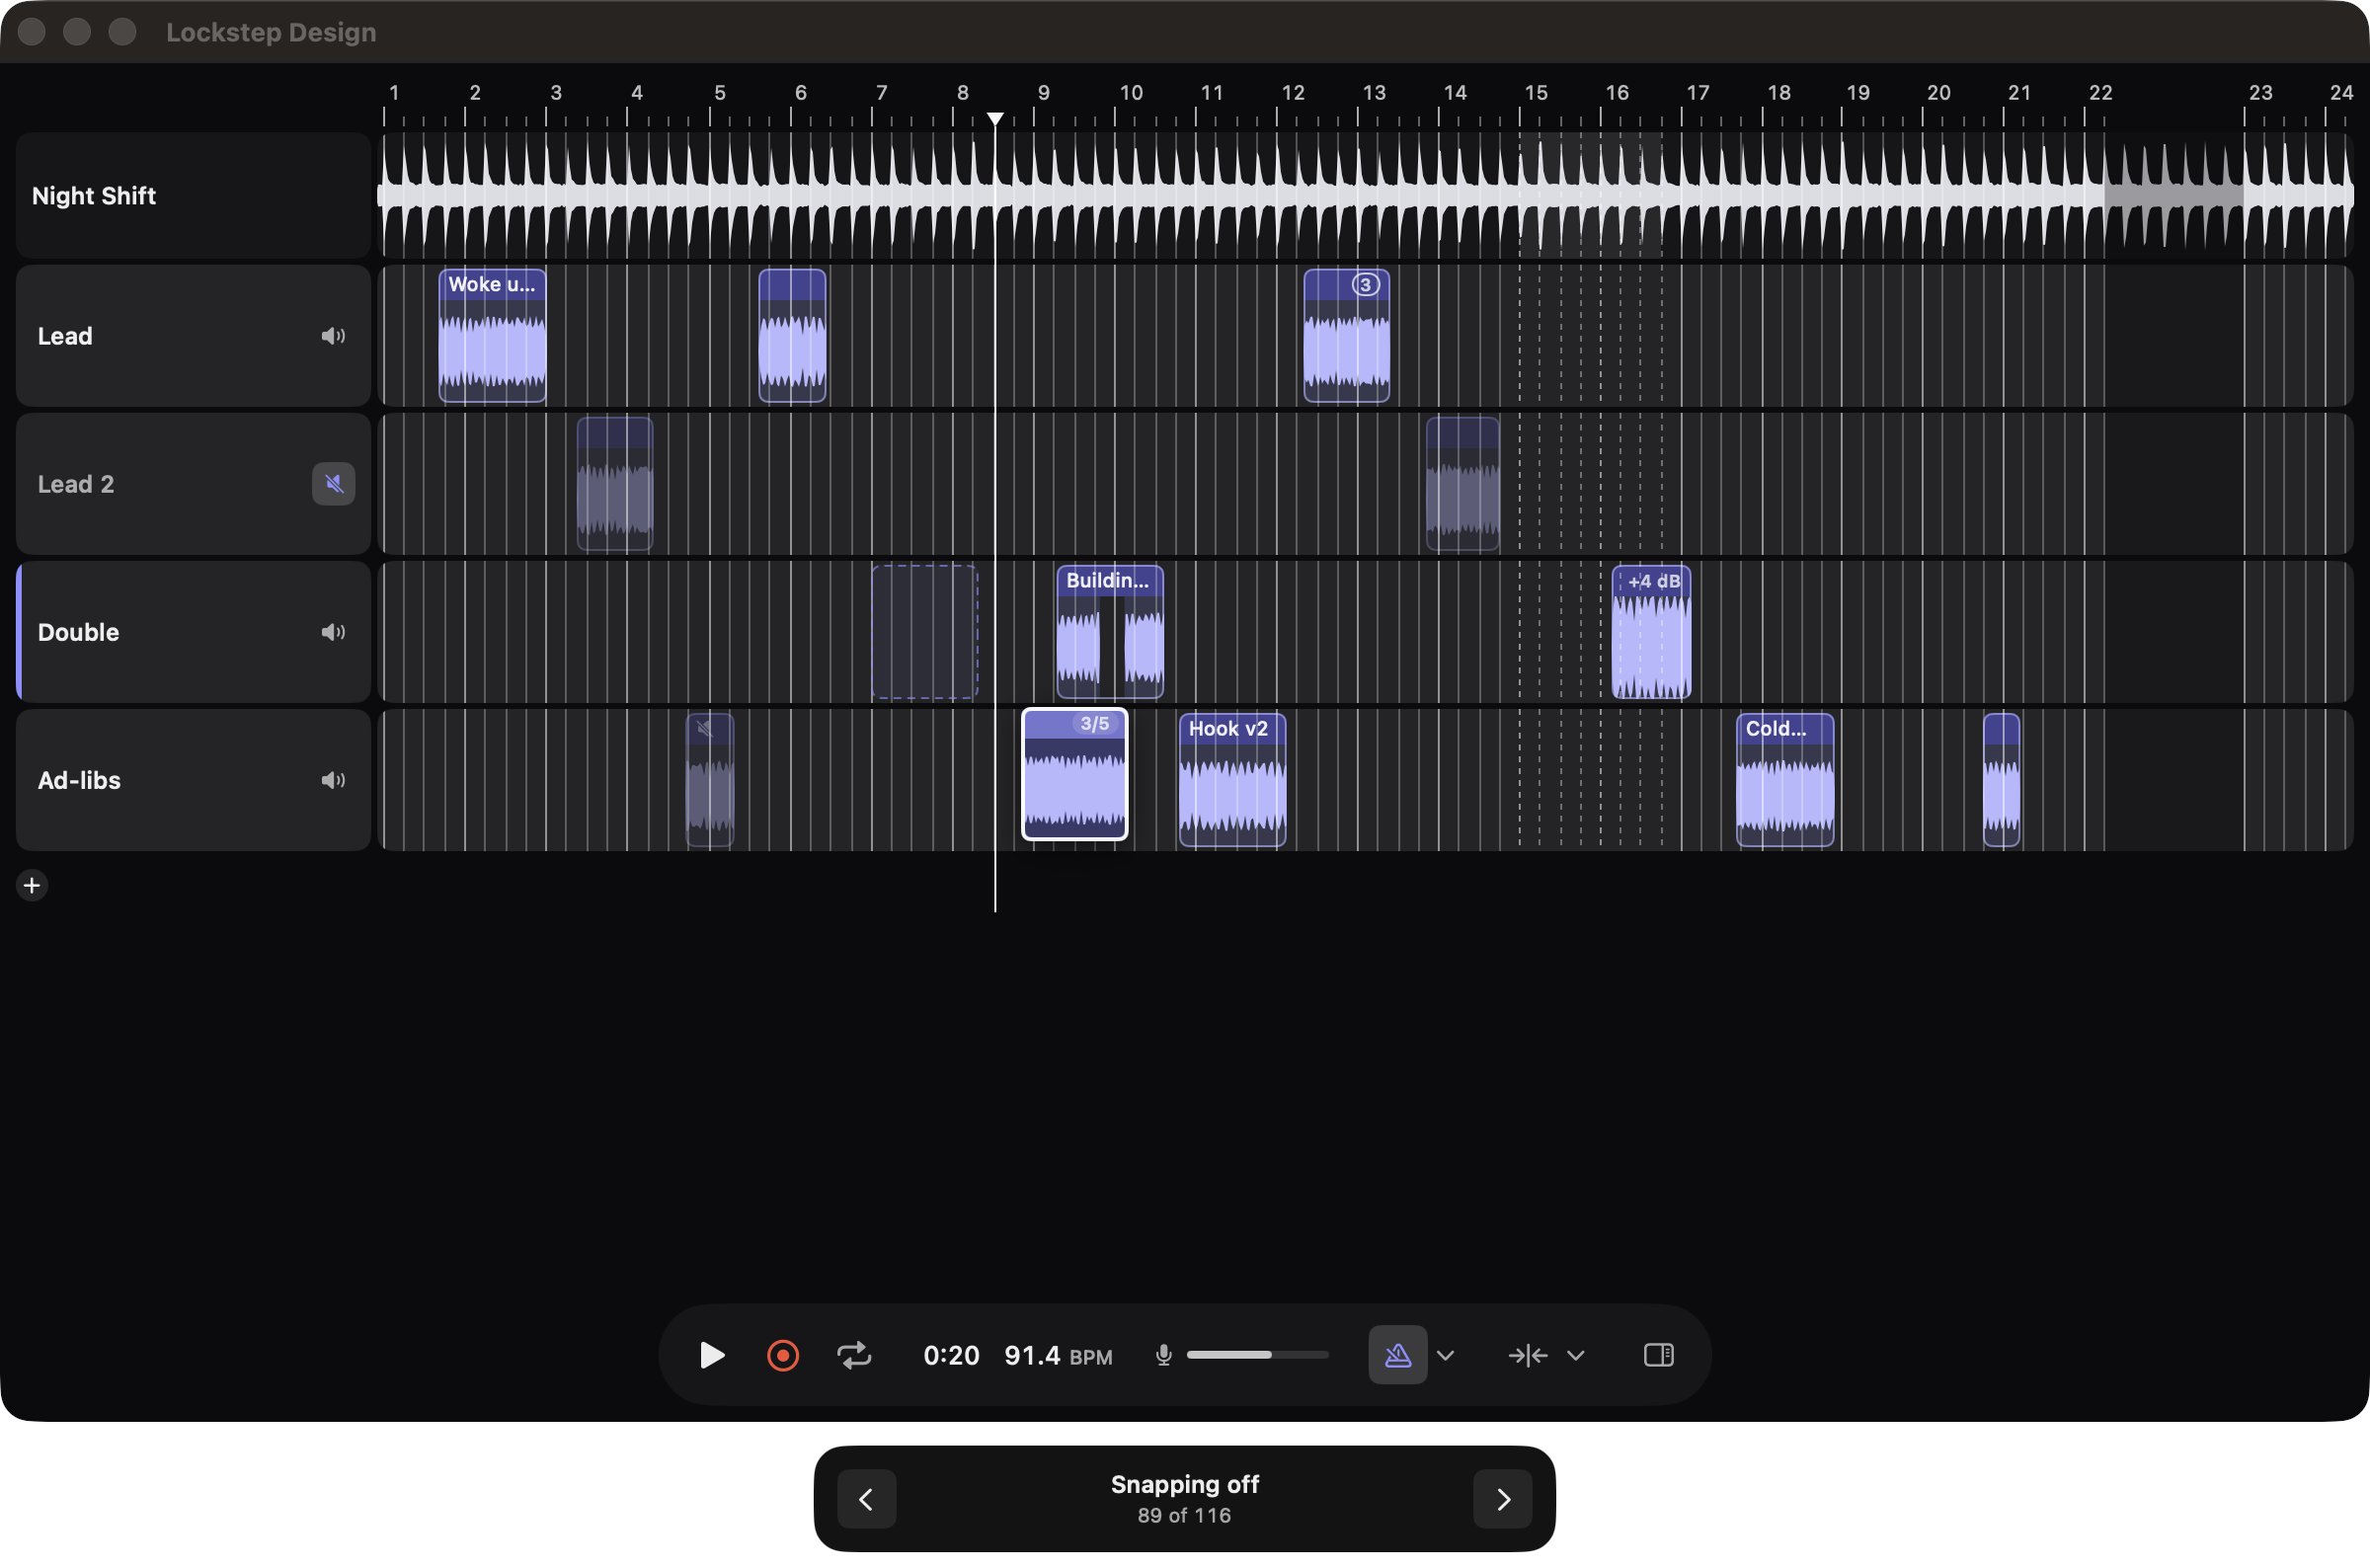 Lockstep Design
1 2 3 4 5 6 7 8 9 10 11 12 13 14 15 16 17 18 19 20 21 22 23 24
Night Shift
Lead
Woke u...
3
Lead 2
Double
Buildin...
+4 dB
Ad-libs
3/5
Hook v2
Cold...
0:20 91.4 BPM
Snapping off
89 of 116